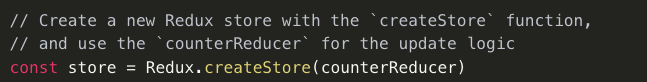 // Create a new Redux store with the `createStore` function,
// and use the `counterReducer` for the update logic
const store = Redux.createStore(counterReducer)